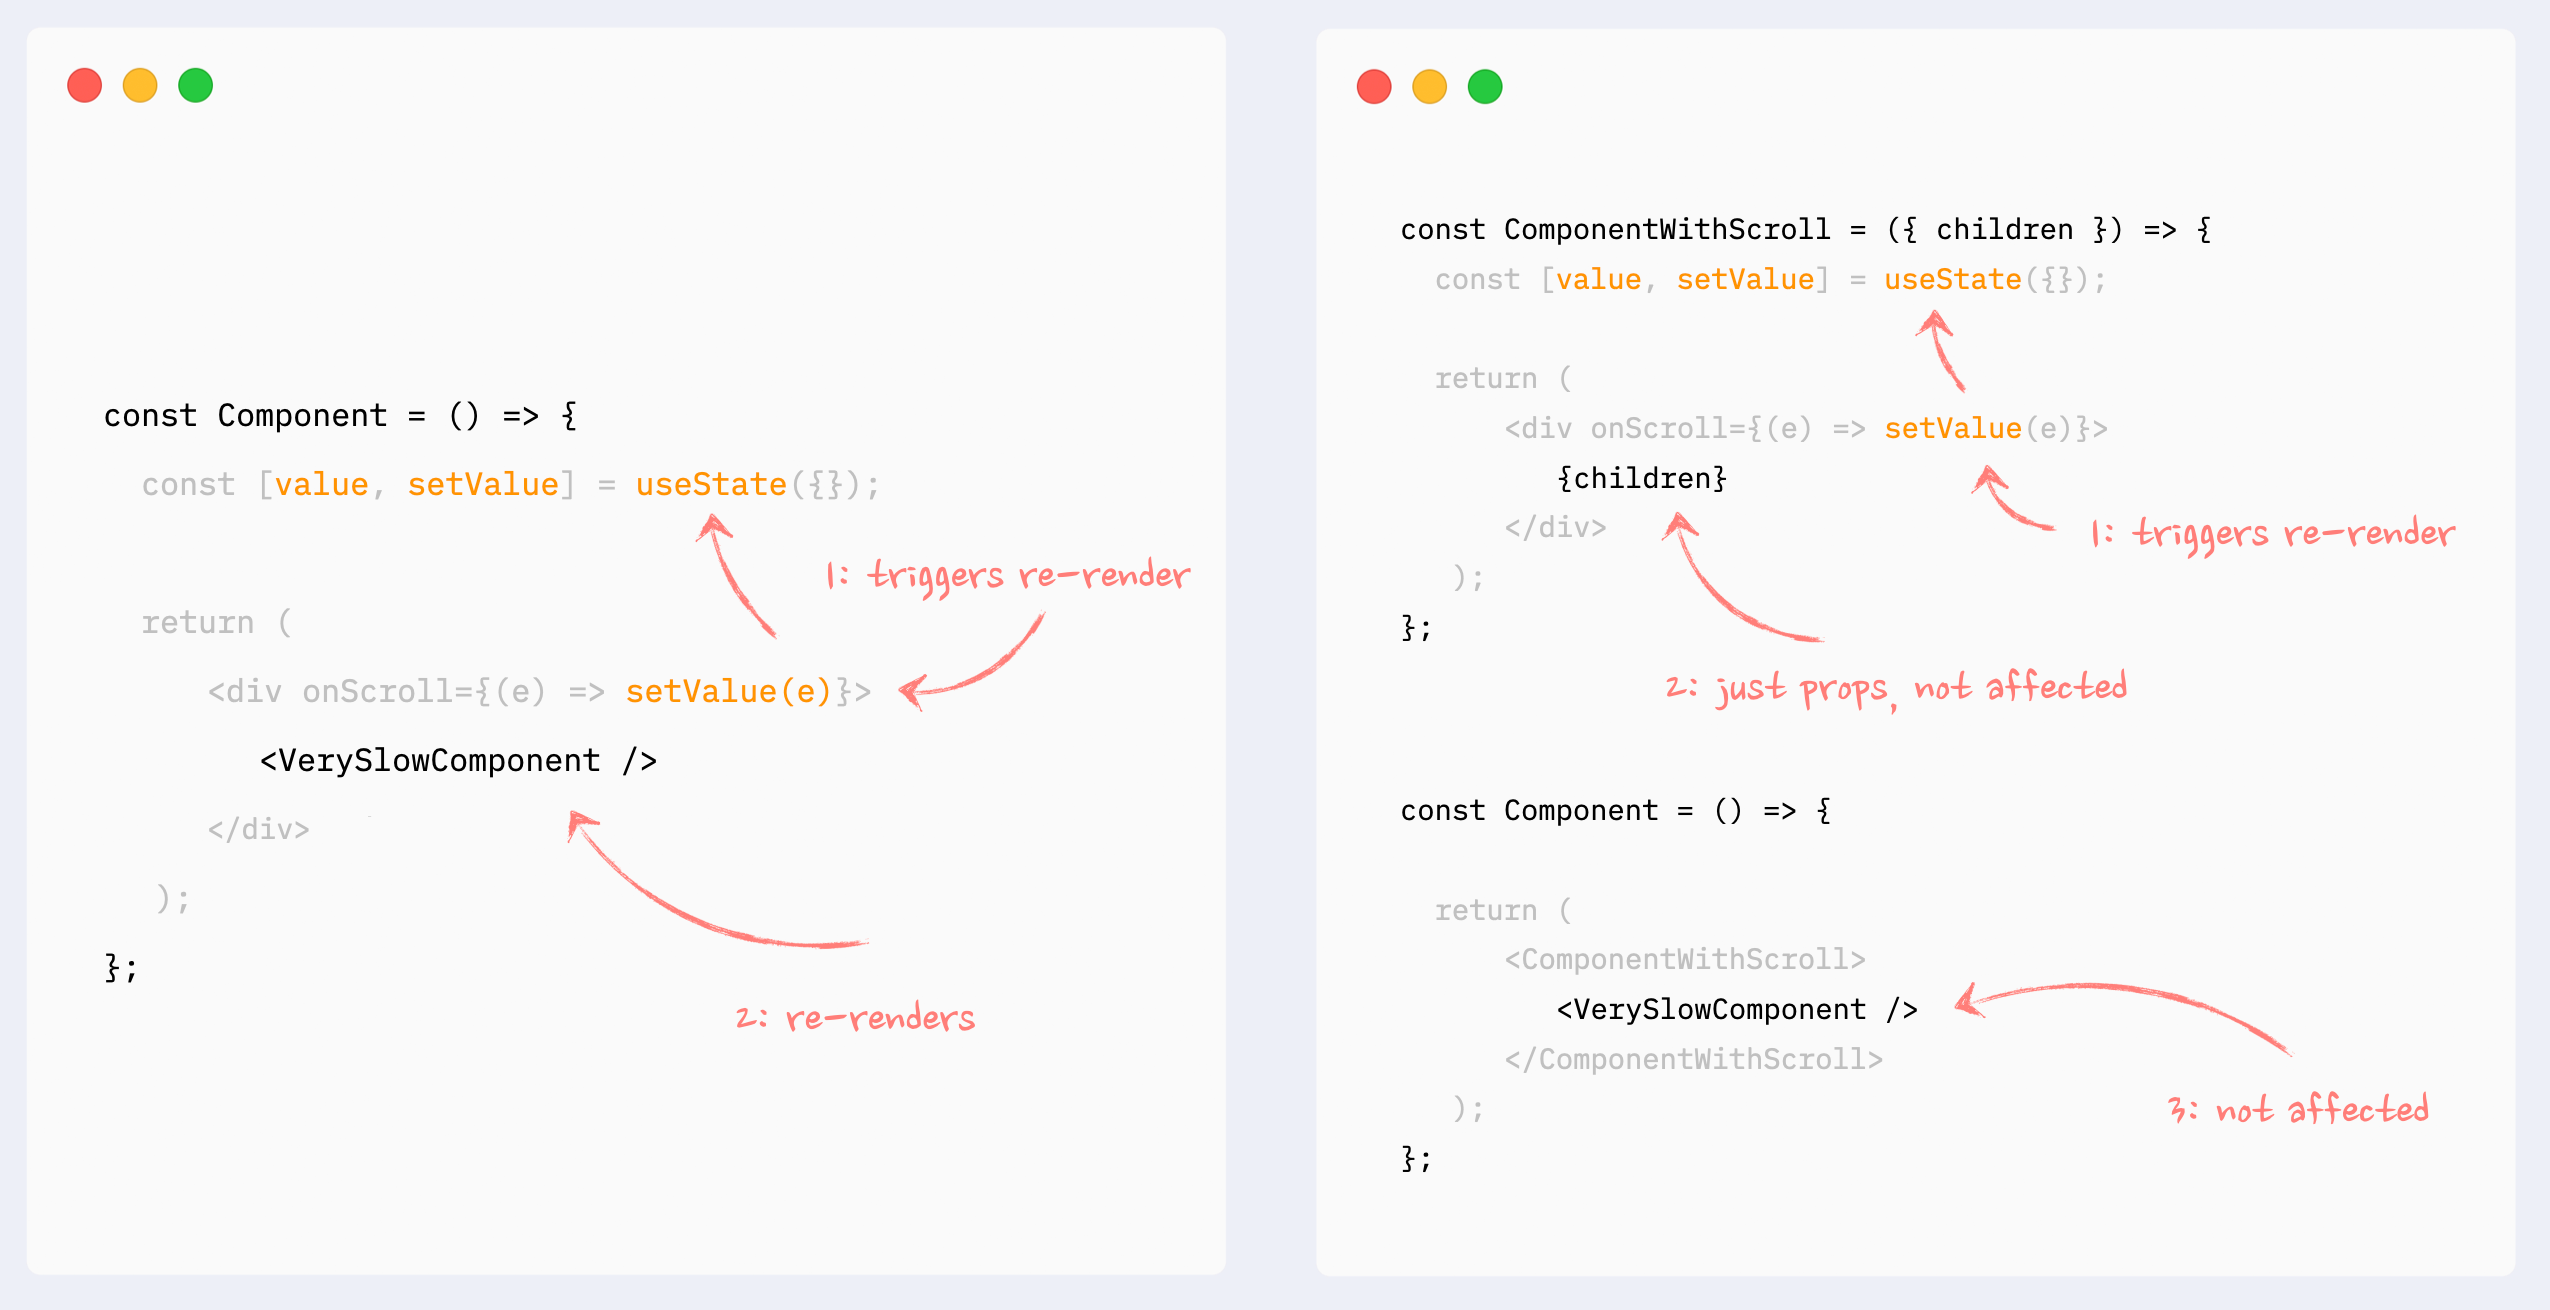 const Component = () => {
const [value, setValue] = useState({});
1: triggers re-render
return (
<div onScroll={(e) => setValue(e)}>
<VerySlowComponent />
</div>
);
};
2: re-renders
const ComponentWithScroll = ({ children }) => {
const [value, setValue] = useState({});
return (
<div onScroll={(e) => setValue(e)}>
{children}
</div>
1: triggers re-render
);
};
2: just props, not affected
const Component = () => {
return (
<ComponentWithScroll>
<VerySlowComponent />
</ComponentWithScroll>
);
3: not affected
};